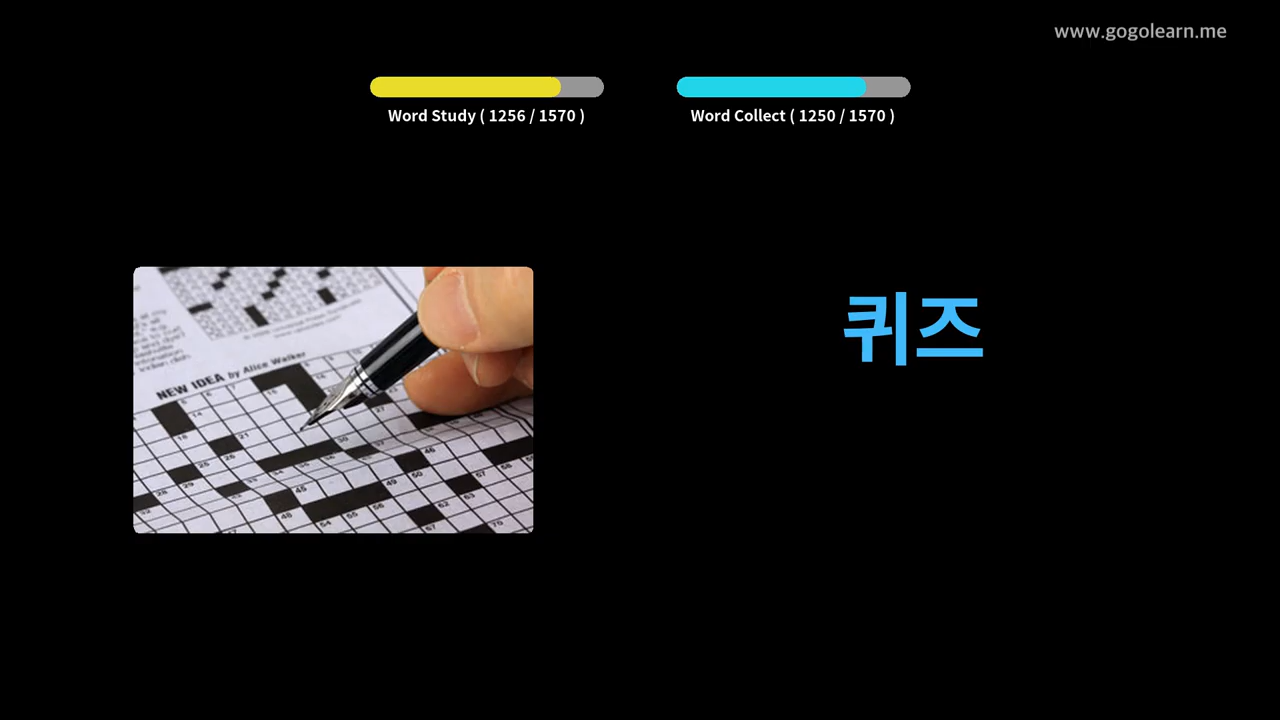 www.gogolearn.me
Word Study ( 1256 / 1570 )
Word Collect ( 1250 / 1570 )
퀴즈
NEW IDEA by Alice Walker